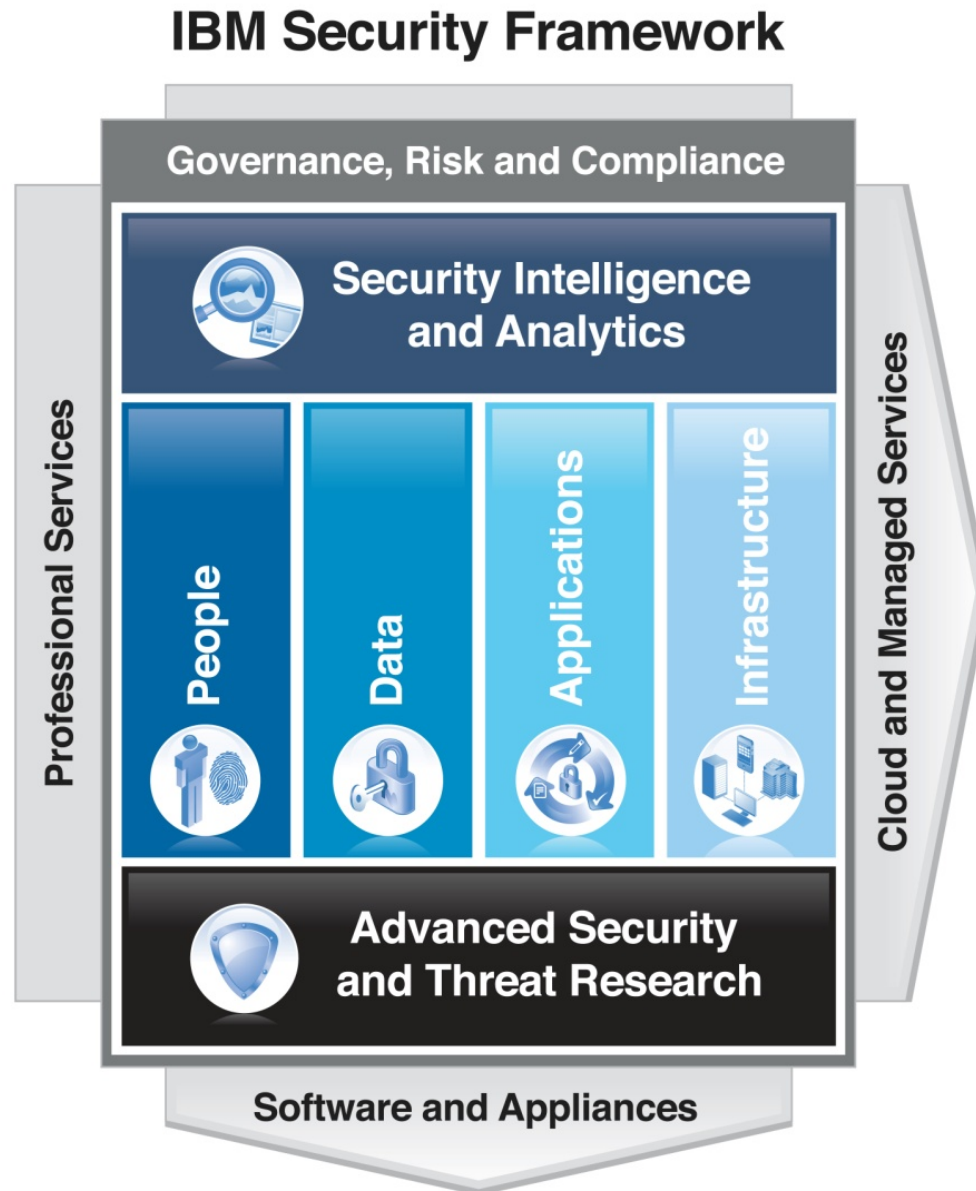 IBM Security Framework
Governance, Risk and Compliance
Security Intelligence
and Analytics
Professional Services
People
Data
Applications
Infrastructure
Cloud and Managed Services
Advanced Security
and Threat Research
Software and Appliances